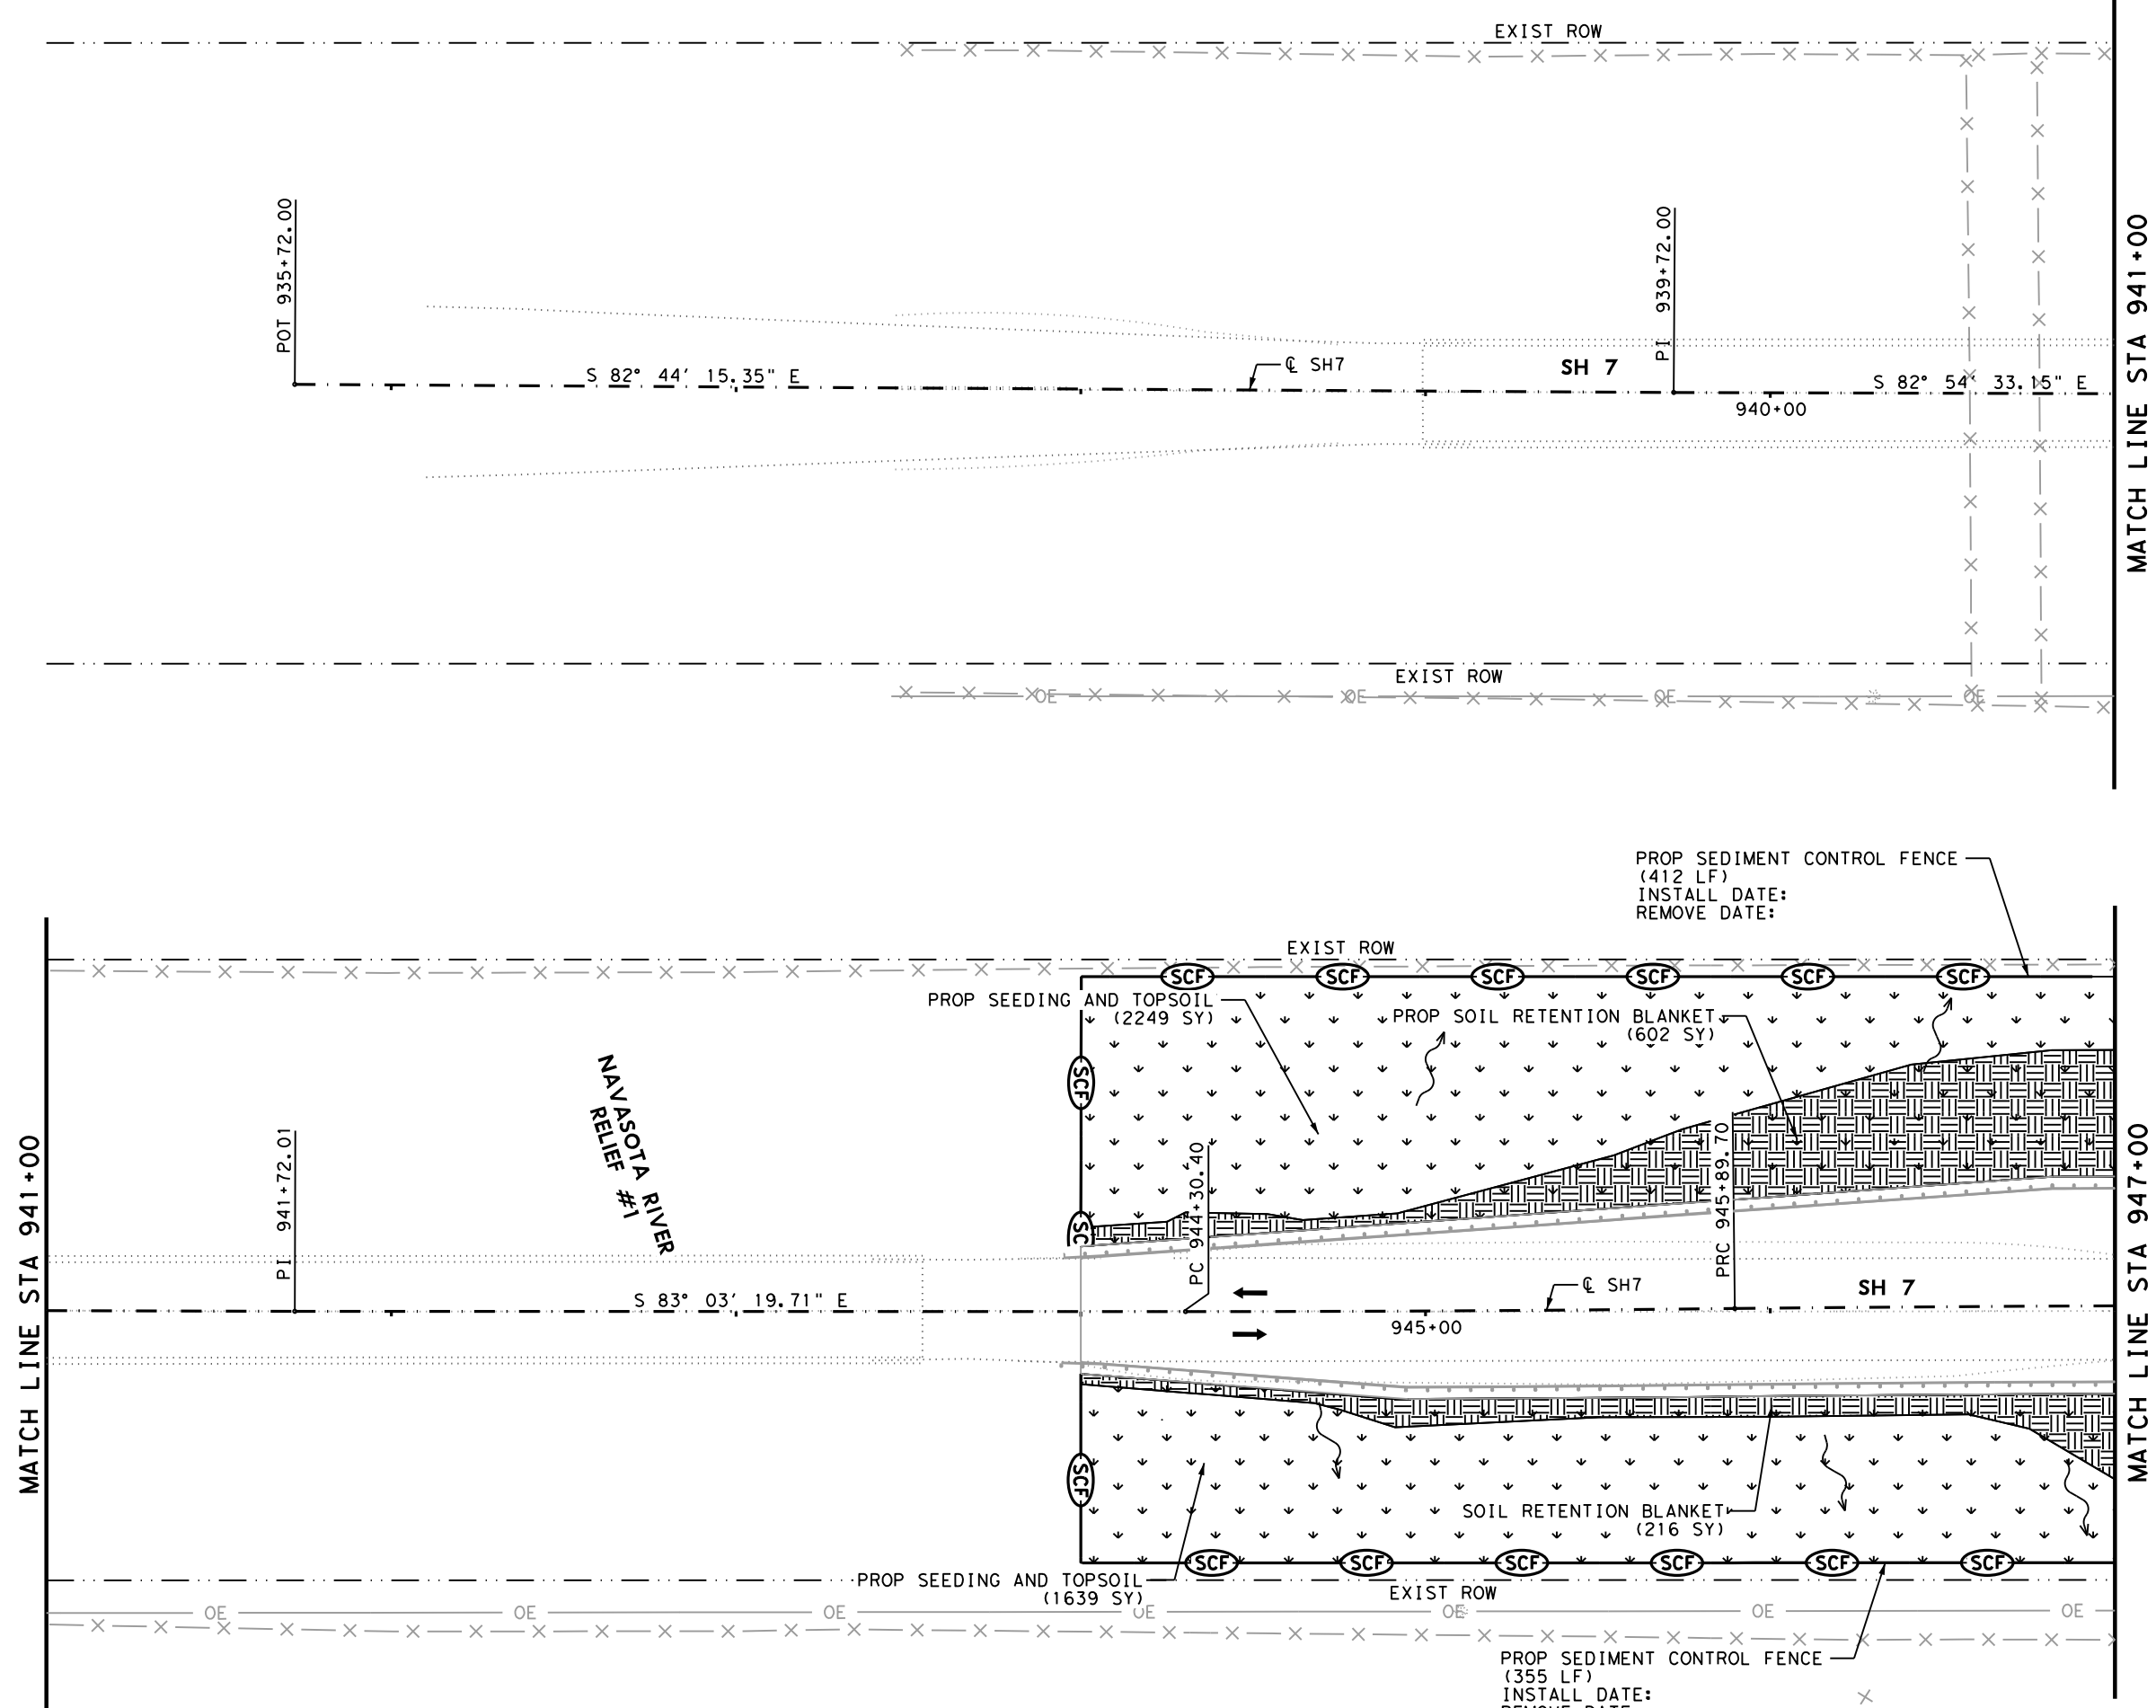 EXIST ROW
POT 935+72.00
PI 939+72.00
MATCH LINE STA 941+00
S 82° 44' 15.35" E
℄ SH7
SH 7
S 82° 54' 33.15" E
940+00
EXIST ROW
OE
OE
OE
OE
PROP SEDIMENT CONTROL FENCE
(412 LF)
INSTALL DATE:
REMOVE DATE:
EXIST ROW
SCF
SCF
SCF
SCF
SCF
SCF
PROP SEEDING AND TOPSOIL
(2249 SY)
PROP SOIL RETENTION BLANKET
(602 SY)
SCF
NAVASOTA RIVER
RELIEF #1
SC
MATCH LINE STA 941+00
PI 941+72.01
PC 944+30.40
PRC 945+89.70
MATCH LINE STA 947+00
S 83° 03' 19.71" E
℄ SH7
SH 7
945+00
SCF
SOIL RETENTION BLANKET
(216 SY)
SCF
SCF
SCF
SCF
SCF
SCF
PROP SEEDING AND TOPSOIL
(1639 SY)
EXIST ROW
OE
OE
OE
OE
OE
OE
OE
PROP SEDIMENT CONTROL FENCE
(355 LF)
INSTALL DATE:
REMOVE DATE